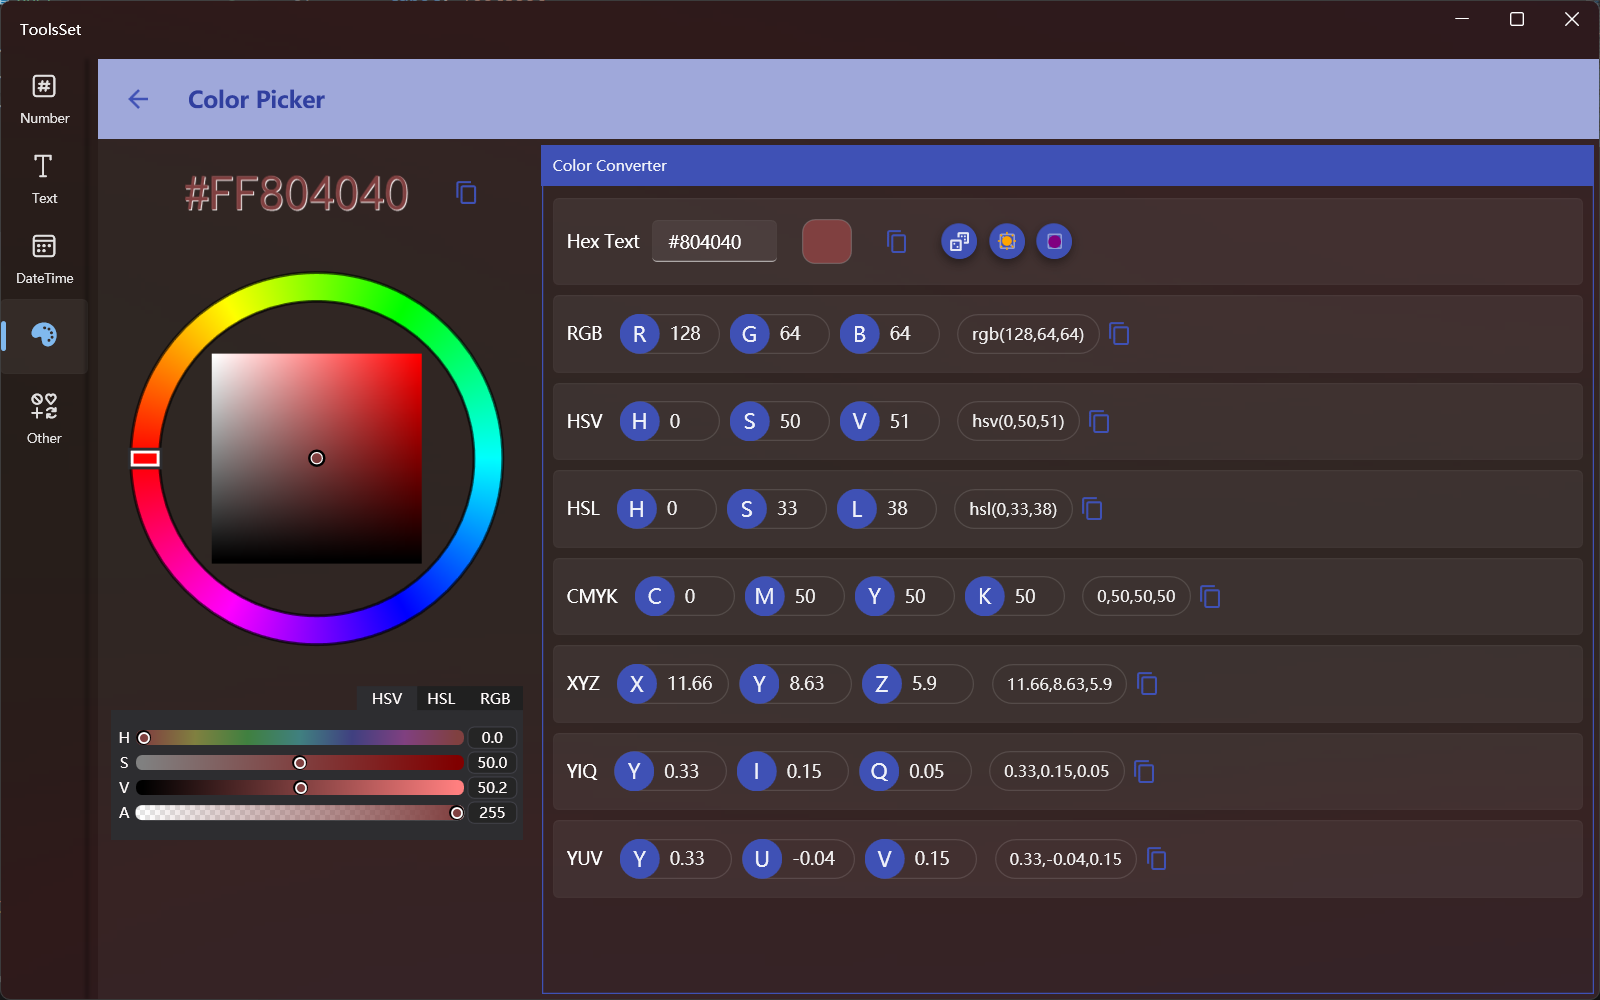 ToolsSet
Number
Text
DateTime
Other
Color Picker
#FF804040
HSV HSL RGB
H 0.0
S 50.0
V 50.2
A 255
Color Converter
Hex Text #804040
RGB R 128 G 64 B 64 rgb(128,64,64)
HSV H 0 S 50 V 51 hsv(0,50,51)
HSL H 0 S 33 L 38 hsl(0,33,38)
CMYK C 0 M 50 Y 50 K 50 0,50,50,50
XYZ X 11.66 Y 8.63 Z 5.9 11.66,8.63,5.9
YIQ Y 0.33 I 0.15 Q 0.05 0.33,0.15,0.05
YUV Y 0.33 U -0.04 V 0.15 0.33,-0.04,0.15